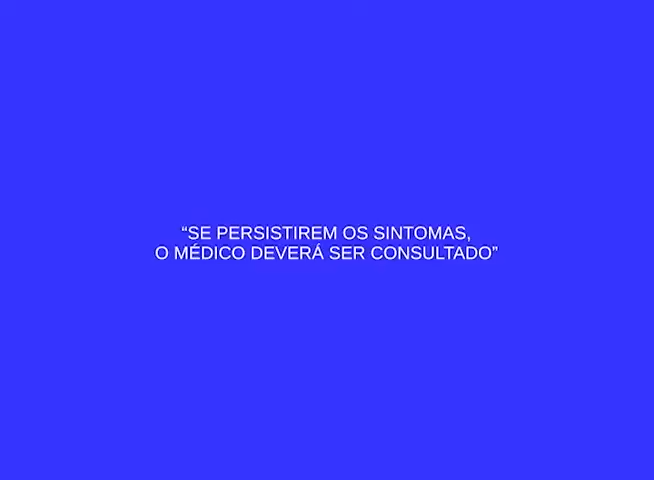 “SE PERSISTIREM OS SINTOMAS,
O MÉDICO DEVERÁ SER CONSULTADO”